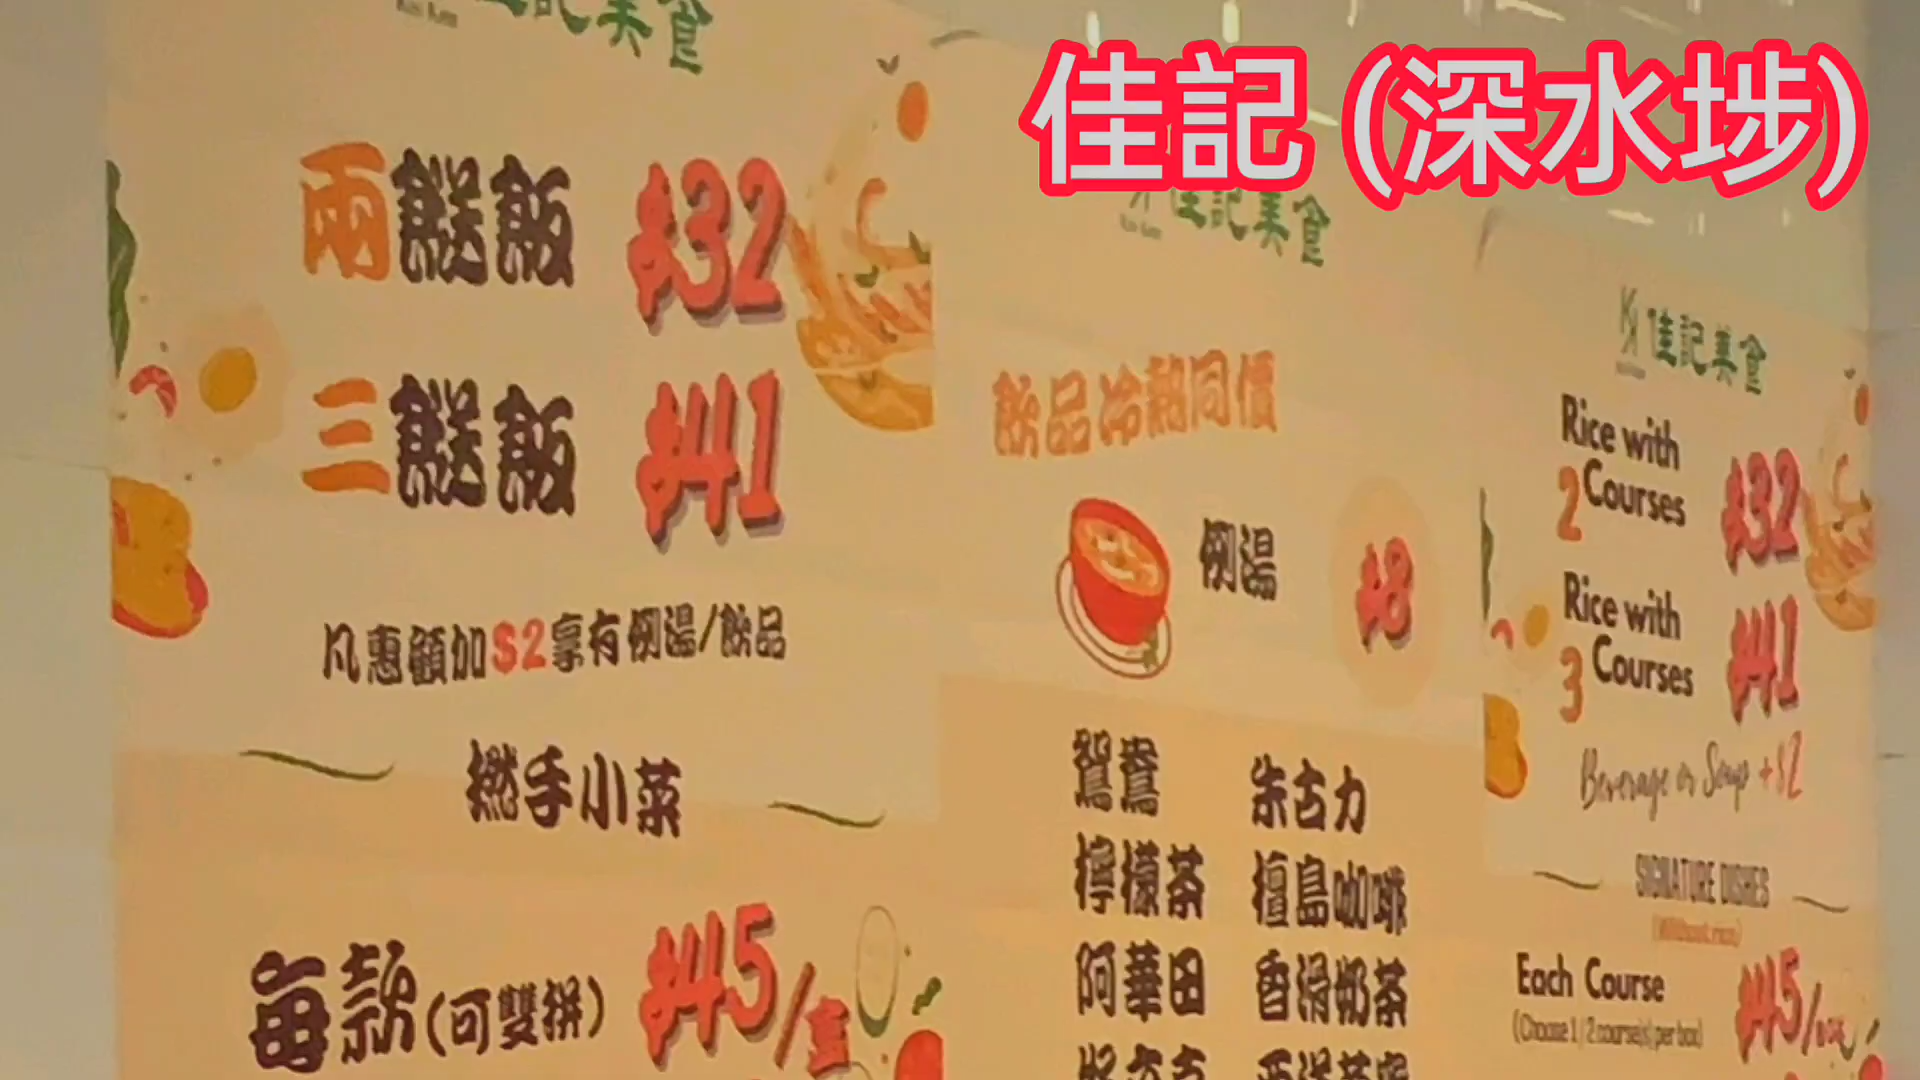 佳記 (深水埗)
佳記美食
兩餸飯 $32
三餸飯 $41
凡惠顧加$2享有例湯/飲品
撚手小菜
每款(可雙拼) $45/盒
佳記美食
飲品冷熱同價
例湯 $8
鴛鴦 朱古力
檸檬茶 檀島咖啡
阿華田 香滑奶茶
佳記美食
Rice with
2 Courses $32
Rice with
3 Courses $41
Beverage or Soup +$2
SIGNATURE DISHES
(Without rice)
Each Course $45/BOX
(Choose 1 / 2 course(s) per box)